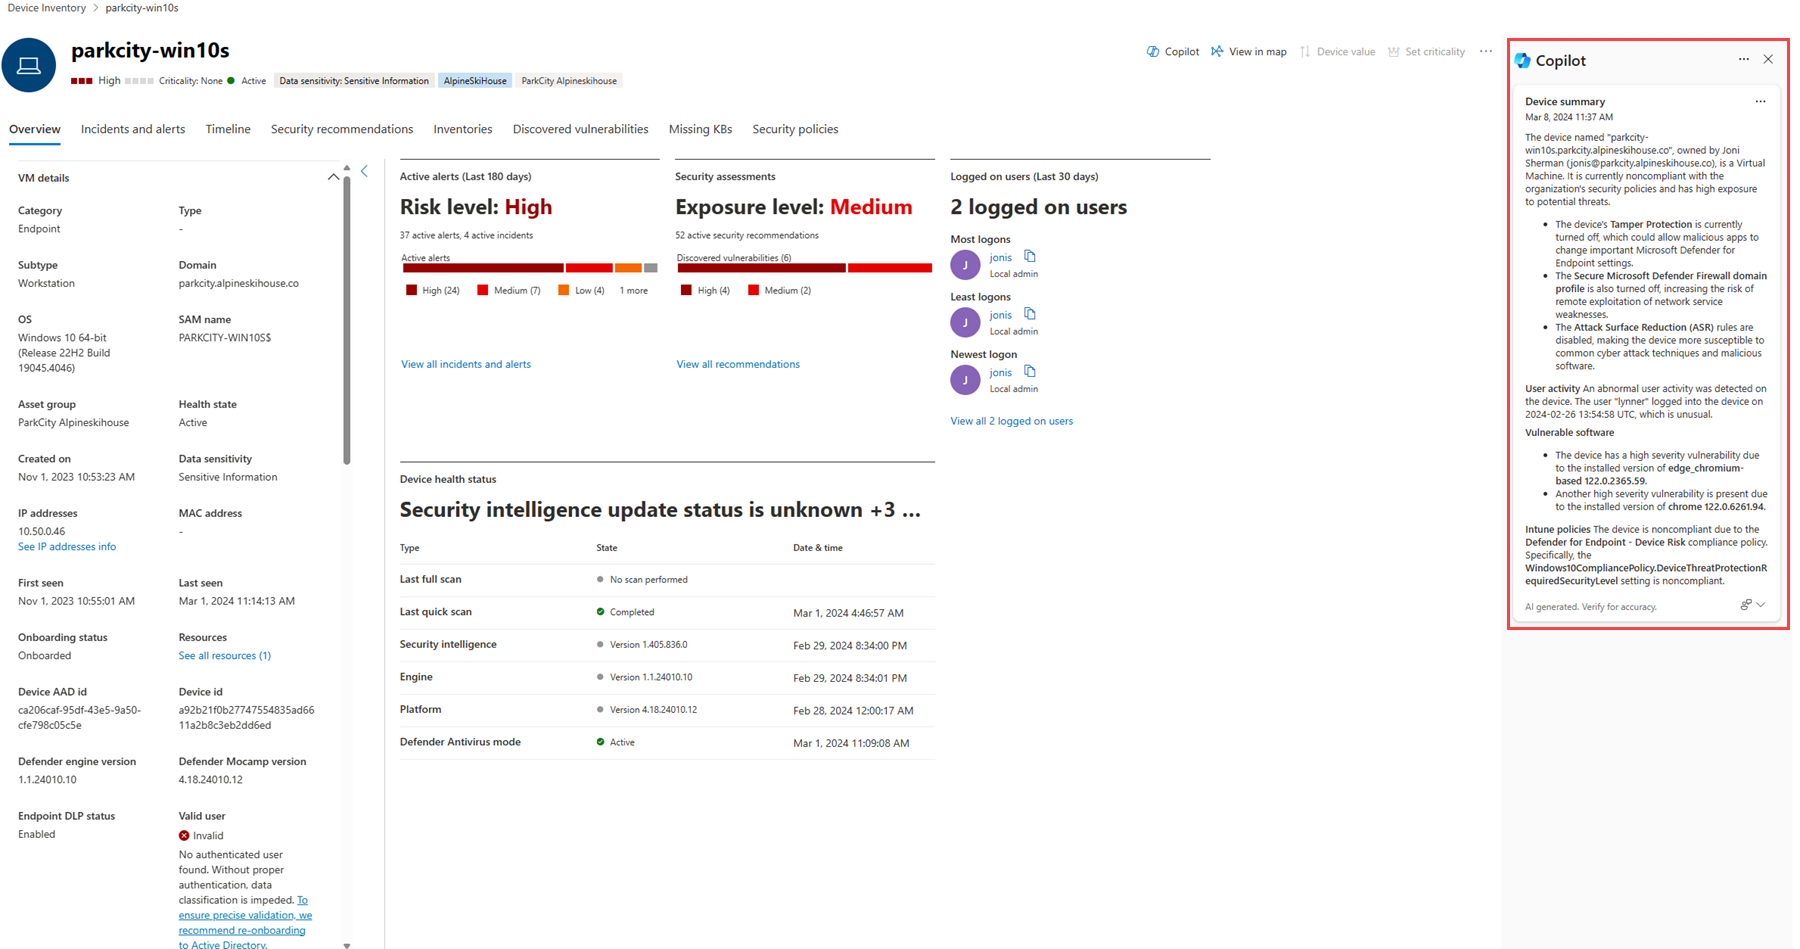 Device Inventory > parkcity-win10s
parkcity-win10s
High Criticality: None Active Data sensitivity: Sensitive Information AlpineSkiHouse ParkCity Alpineskihouse
Copilot View in map Device value Set criticality ...
Overview Incidents and alerts Timeline Security recommendations Inventories Discovered vulnerabilities Missing KBs Security policies
VM details
Category Type
Endpoint -
Subtype Domain
Workstation parkcity.alpineskihouse.co
OS SAM name
Windows 10 64-bit PARKCITY-WIN10S$
(Release 22H2 Build
19045.4046)
Asset group Health state
ParkCity Alpineskihouse Active
Created on Data sensitivity
Nov 1, 2023 10:53:23 AM Sensitive Information
IP addresses MAC address
10.50.0.46 -
See IP addresses info
First seen Last seen
Nov 1, 2023 10:55:01 AM Mar 1, 2024 11:14:13 AM
Onboarding status Resources
Onboarded See all resources (1)
Device AAD id Device id
ca206caf-95df-43e5-9a50- a92b21f0b27747554835ad66
cfe798c05c5e 11a2b8c3eb2dd6ed
Defender engine version Defender Mocamp version
1.1.24010.10 4.18.24010.12
Endpoint DLP status Valid user
Enabled Invalid
No authenticated user
found. Without proper
authentication, data
classification is impeded. To
ensure precise validation, we
recommend re-onboarding
to Active Directory.
Active alerts (Last 180 days)
Risk level: High
37 active alerts, 4 active incidents
Active alerts
High (24) Medium (7) Low (4) 1 more
View all incidents and alerts
Security assessments
Exposure level: Medium
52 active security recommendations
Discovered vulnerabilities (6)
High (4) Medium (2)
View all recommendations
Logged on users (Last 30 days)
2 logged on users
Most logons
J jonis
Local admin
Least logons
J jonis
Local admin
Newest logon
J jonis
Local admin
View all 2 logged on users
Device health status
Security intelligence update status is unknown +3 ...
Type State Date & time
Last full scan No scan performed
Last quick scan Completed Mar 1, 2024 4:46:57 AM
Security intelligence Version 1.405.836.0 Feb 29, 2024 8:34:00 PM
Engine Version 1.1.24010.10 Feb 29, 2024 8:34:01 PM
Platform Version 4.18.24010.12 Feb 28, 2024 12:00:17 AM
Defender Antivirus mode Active Mar 1, 2024 11:09:08 AM
Copilot ...
Device summary ...
Mar 8, 2024 11:37 AM
The device named "parkcity-
win10s.parkcity.alpineskihouse.co", owned by Joni
Sherman (jonis@parkcity.alpineskihouse.co), is a Virtual
Machine. It is currently noncompliant with the
organization's security policies and has high exposure
to potential threats.
• The device's Tamper Protection is currently
turned off, which could allow malicious apps to
change important Microsoft Defender for
Endpoint settings.
• The Secure Microsoft Defender Firewall domain
profile is also turned off, increasing the risk of
remote exploitation of network service
weaknesses.
• The Attack Surface Reduction (ASR) rules are
disabled, making the device more susceptible to
common cyber attack techniques and malicious
software.
User activity An abnormal user activity was detected on
the device. The user "lynner" logged into the device on
2024-02-26 13:54:58 UTC, which is unusual.
Vulnerable software
• The device has a high severity vulnerability due
to the installed version of edge_chromium-
based 122.0.2365.59.
• Another high severity vulnerability is present due
to the installed version of chrome 122.0.6261.94.
Intune policies The device is noncompliant due to the
Defender for Endpoint - Device Risk compliance policy.
Specifically, the
Windows10CompliancePolicy.DeviceThreatProtectionR
equiredSecurityLevel setting is noncompliant.
AI generated. Verify for accuracy.